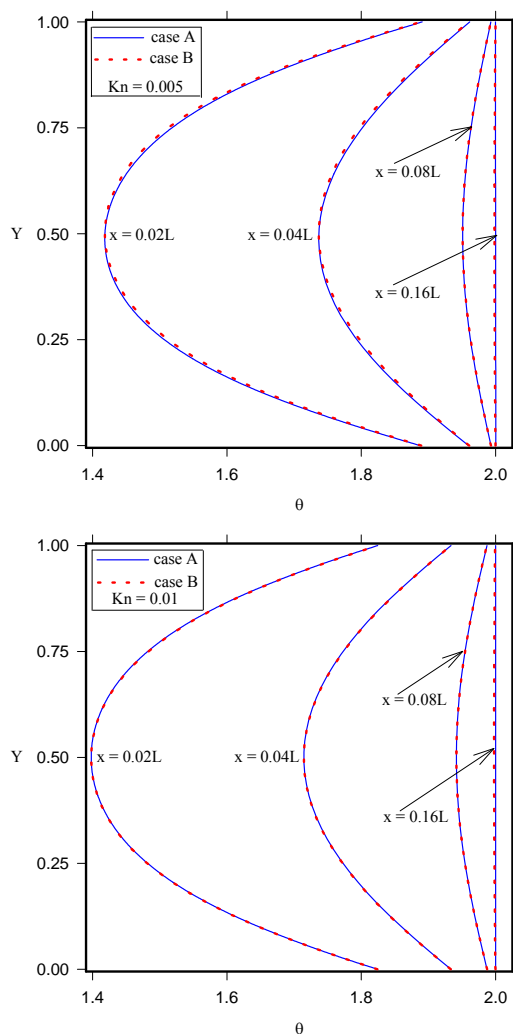 1.00
case A
case B
Kn = 0.005
0.75
x = 0.08L
Y
0.50
x = 0.02L
x = 0.04L
x = 0.16L
0.25
0.00
1.4
1.6
1.8
2.0
θ
1.00
case A
case B
Kn = 0.01
0.75
x = 0.08L
Y
0.50
x = 0.02L
x = 0.04L
x = 0.16L
0.25
0.00
1.4
1.6
1.8
2.0
θ